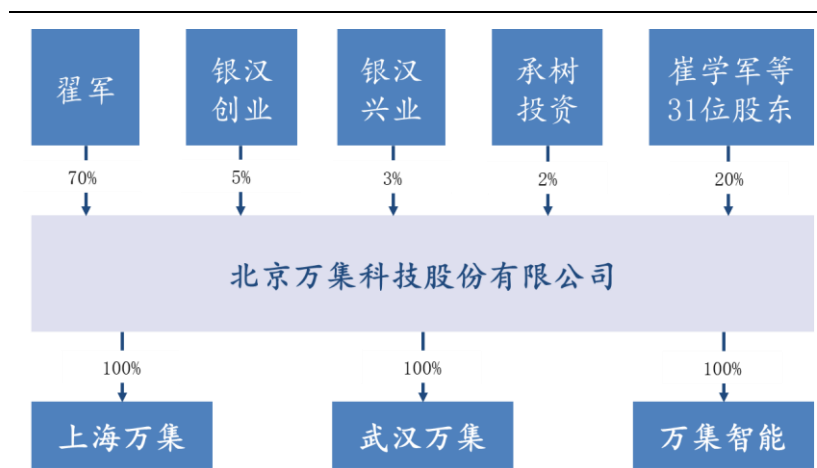 翟军
银汉
创业
银汉
兴业
承树
投资
崔学军等
31位股东
70%
5%
3%
2%
20%
北京万集科技股份有限公司
100%
100%
100%
上海万集
武汉万集
万集智能